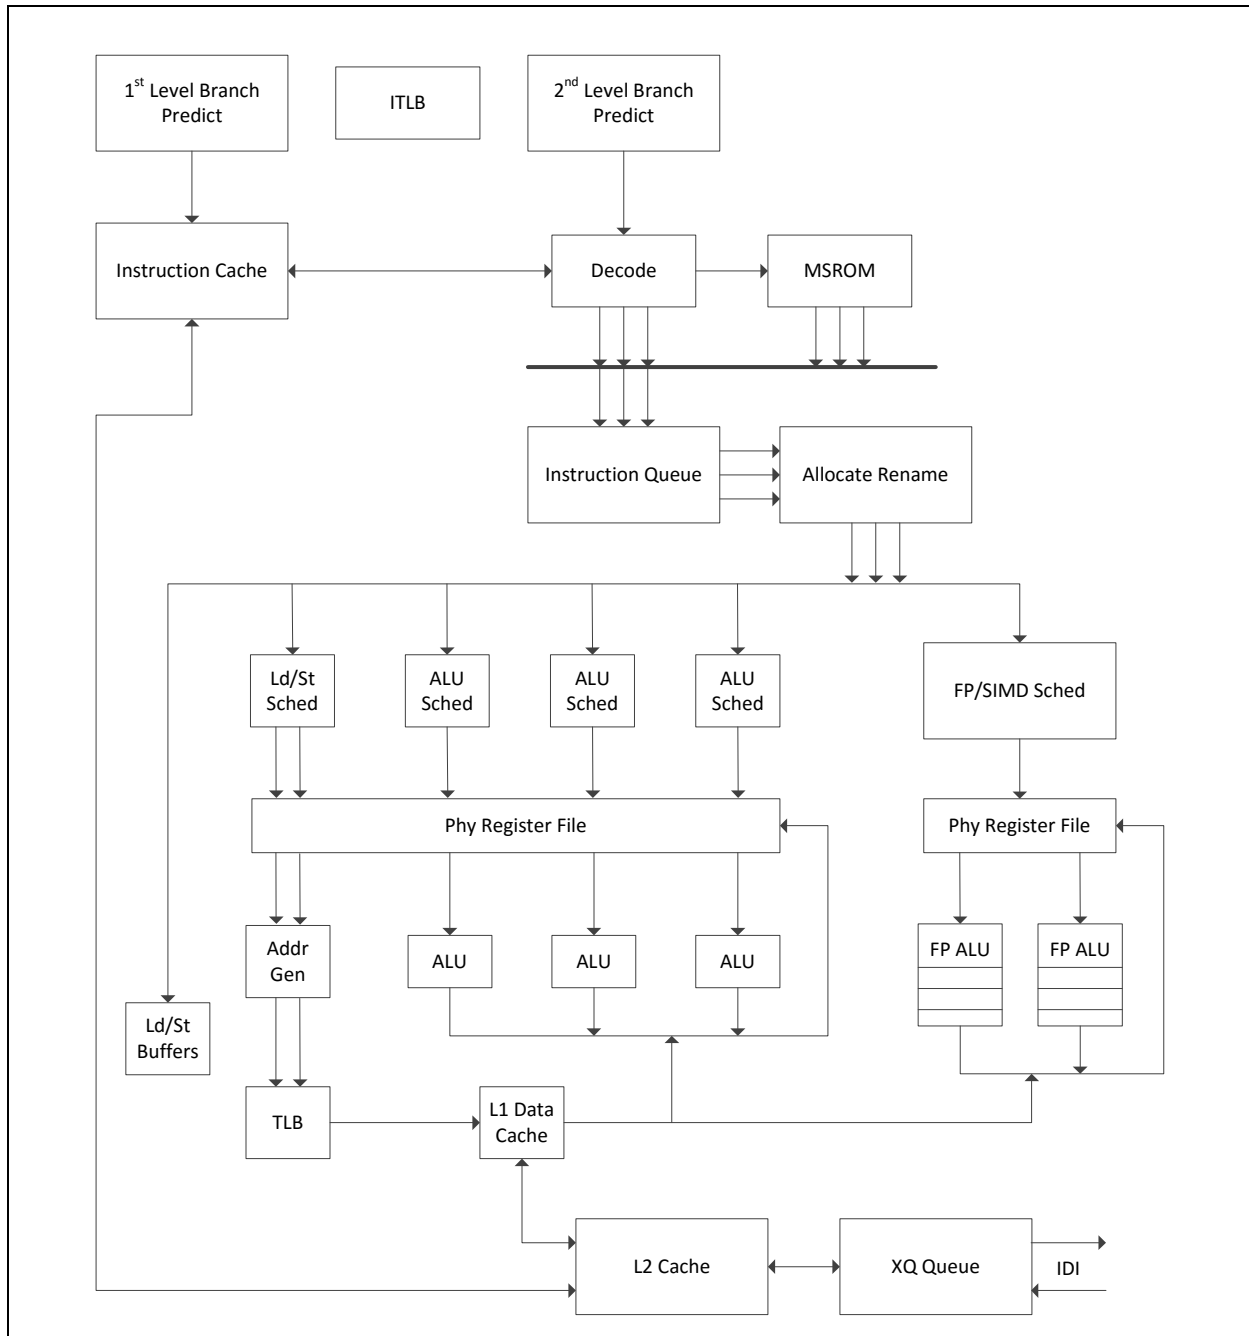 1st Level Branch
Predict
ITLB
2nd Level Branch
Predict
Instruction Cache
Decode
MSROM
Instruction Queue
Allocate Rename
Ld/St
Sched
ALU
Sched
ALU
Sched
ALU
Sched
FP/SIMD Sched
Phy Register File
Phy Register File
Addr
Gen
ALU
ALU
ALU
FP ALU
FP ALU
Ld/St
Buffers
TLB
L1 Data
Cache
L2 Cache
XQ Queue
IDI